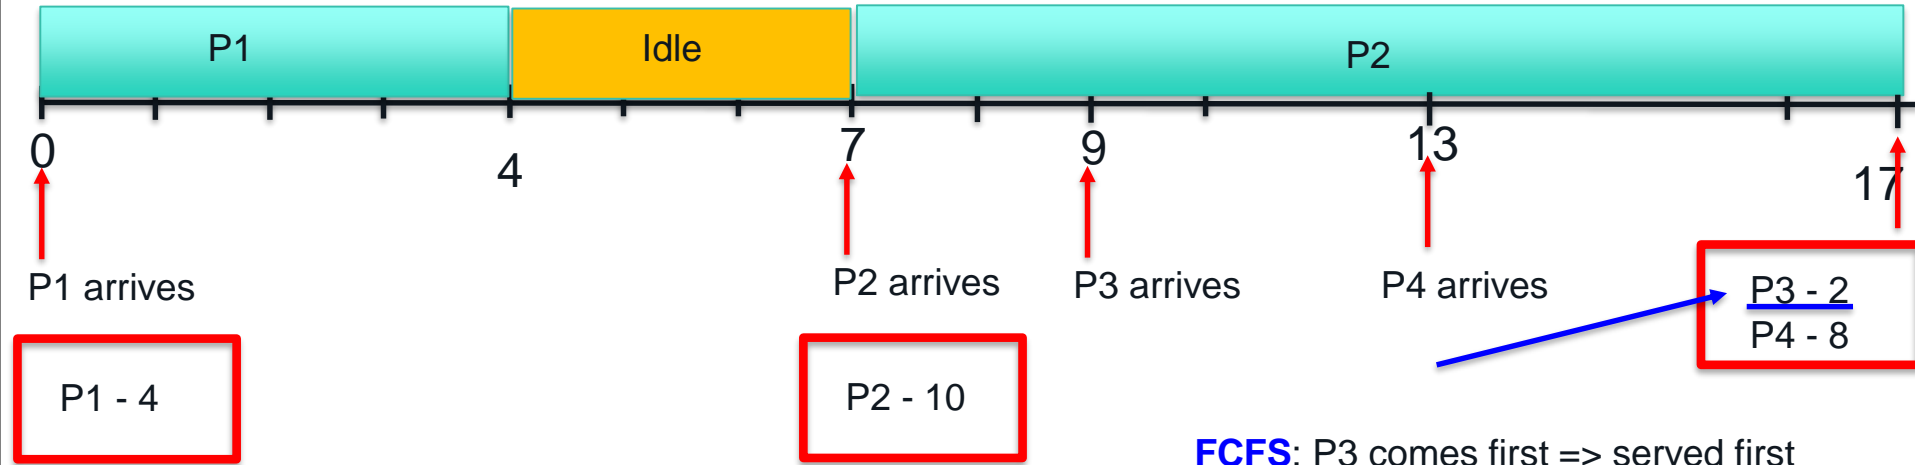 P1
Idle
P2
0
4
7
9
13
17
P1 arrives
P2 arrives
P3 arrives
P4 arrives
P3 - 2
P4 - 8
P1 - 4
P2 - 10
FCFS: P3 comes first => served first